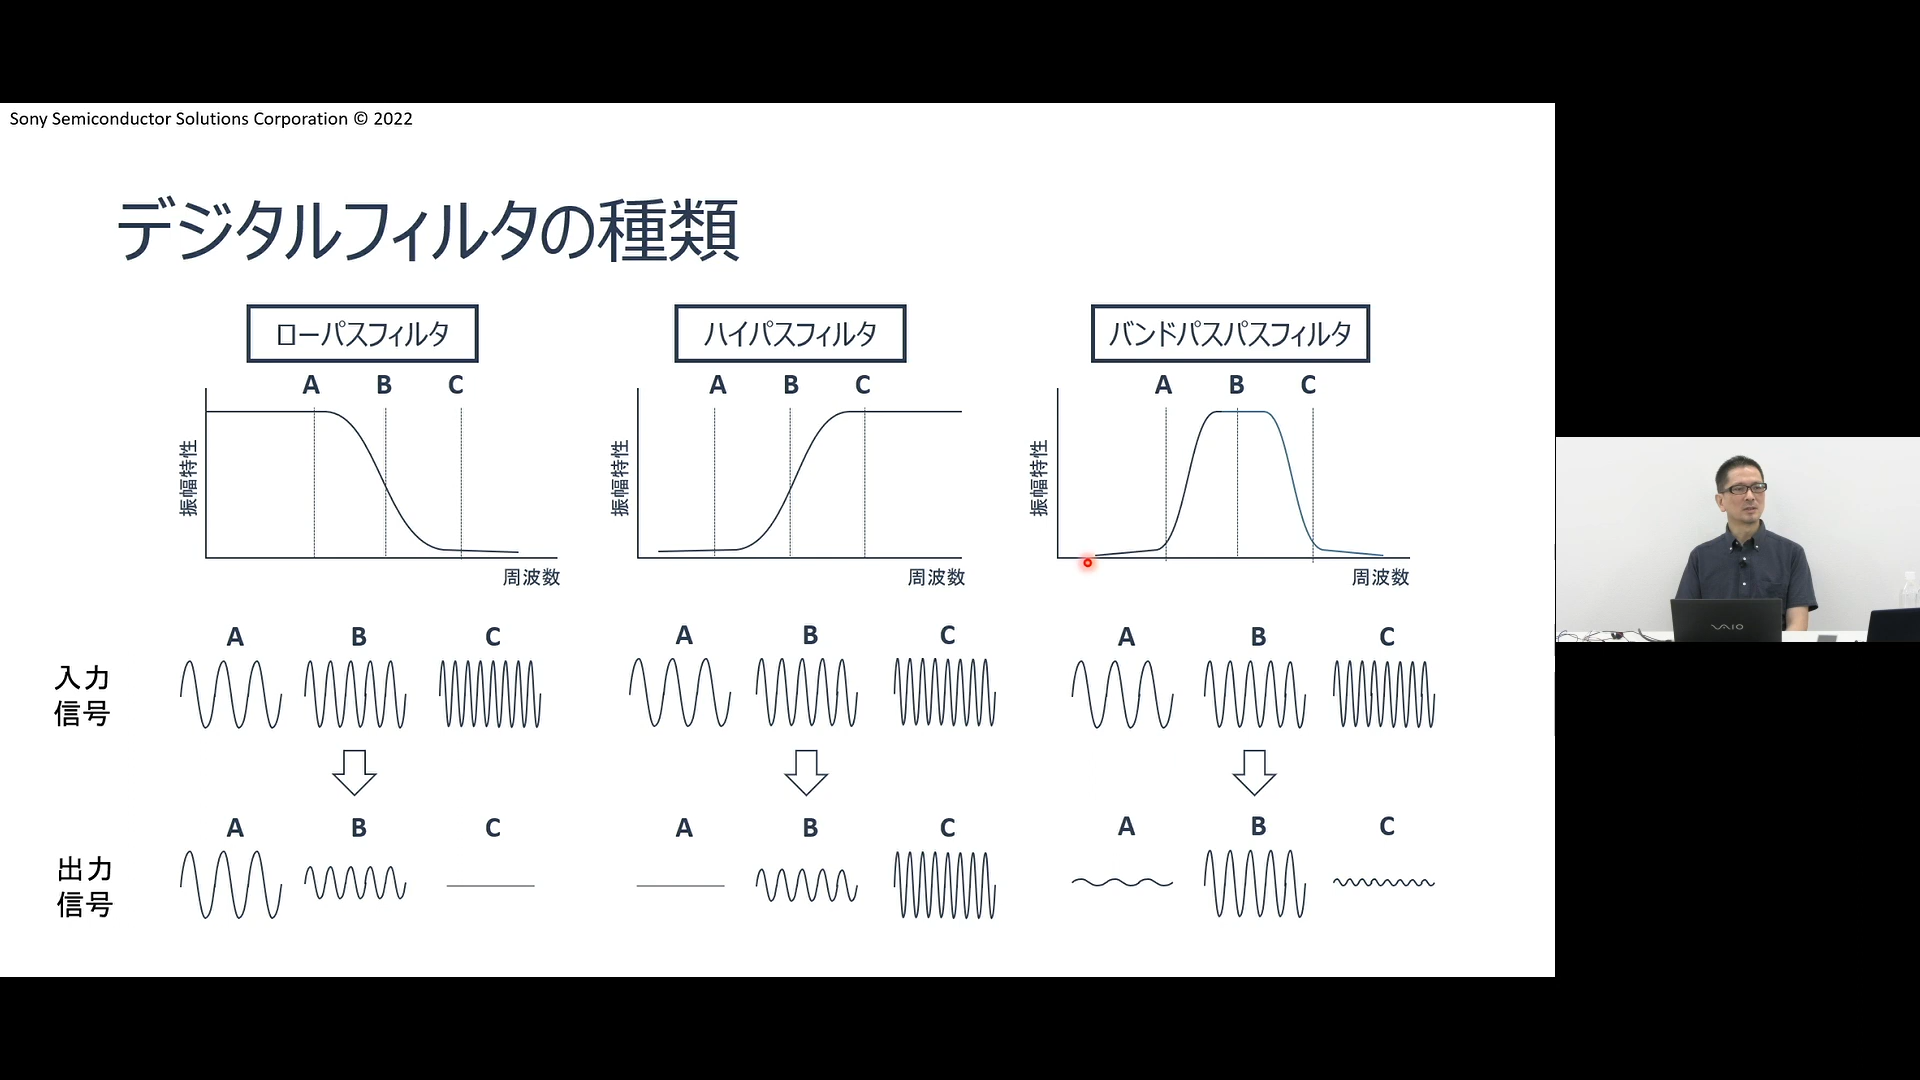 Sony Semiconductor Solutions Corporation © 2022
デジタルフィルタの種類
ローパスフィルタ
A B C
振幅特性
周波数
ハイパスフィルタ
A B C
振幅特性
周波数
バンドパスパスフィルタ
A B C
振幅特性
周波数
入力
信号
A B C
A B C
A B C
出力
信号
A B C
A B C
A B C
VAIO